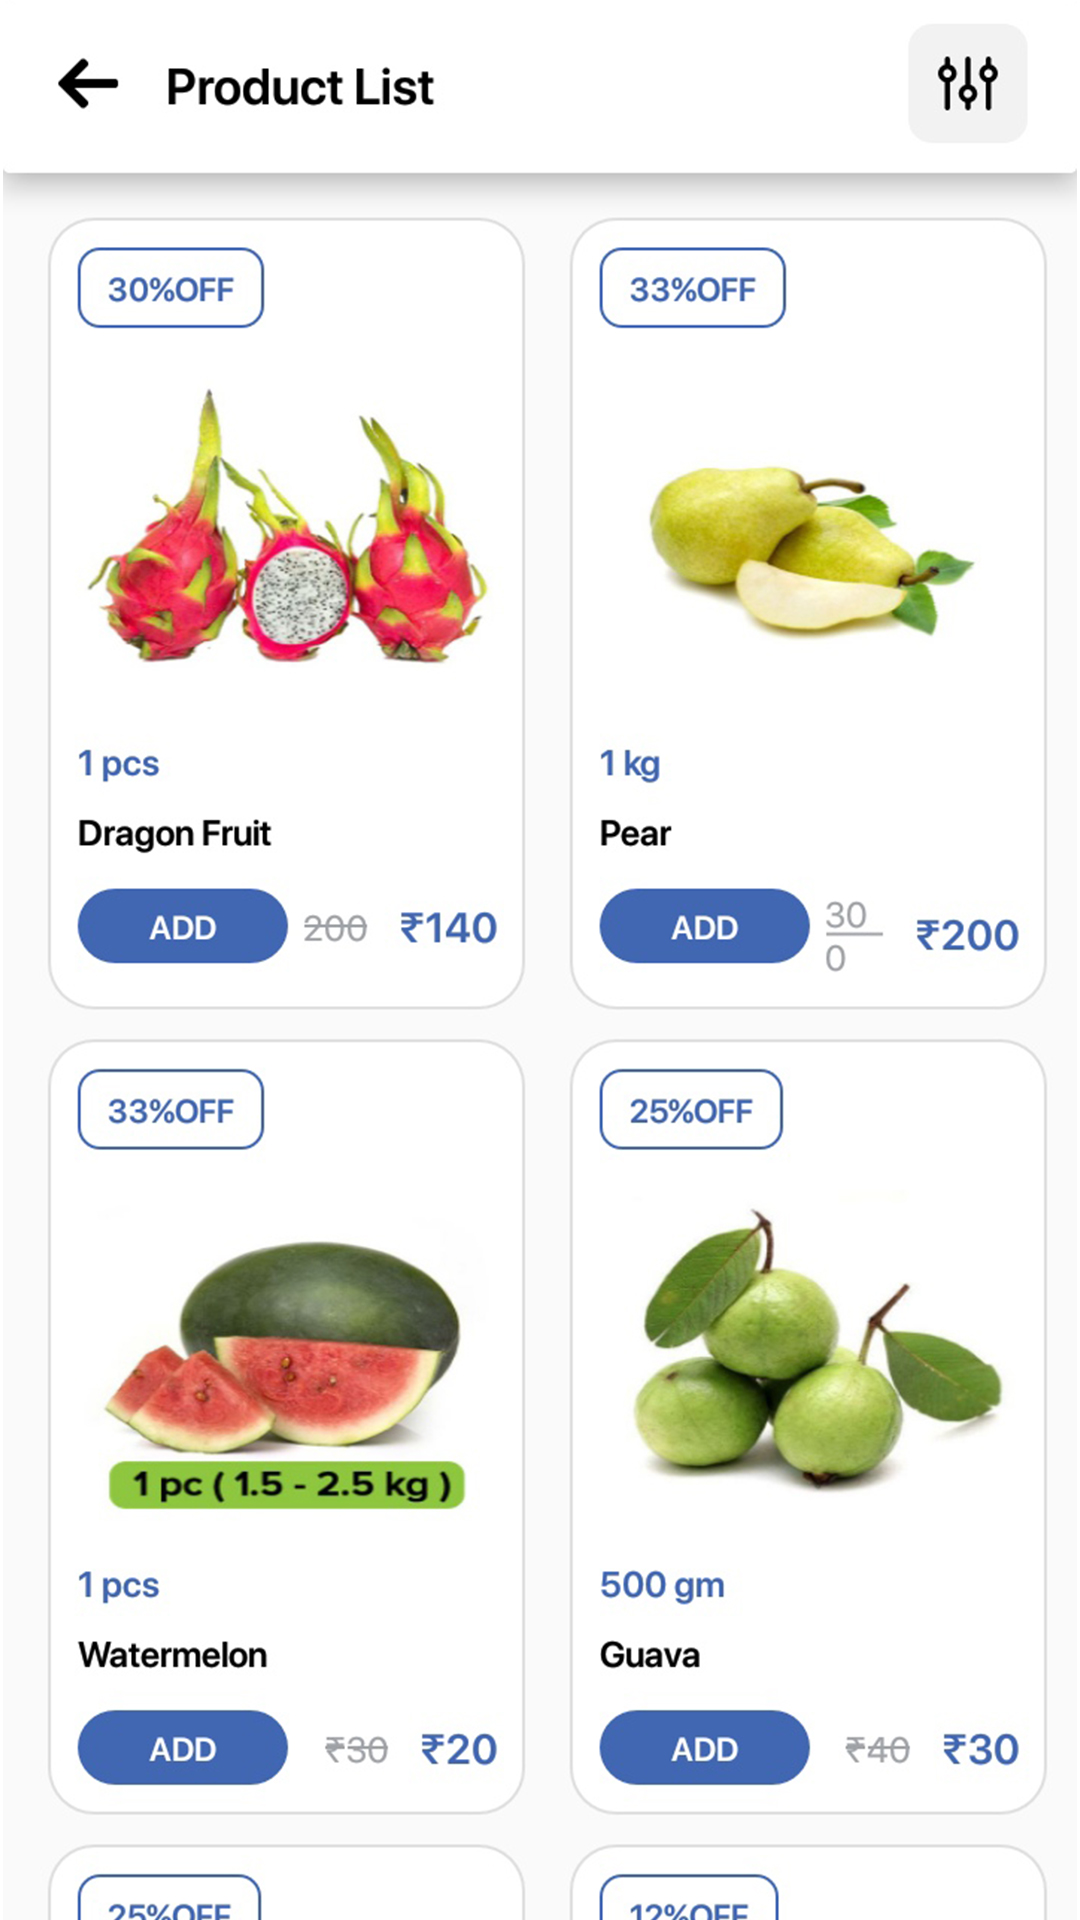 Product List
30%OFF
1 pcs
Dragon Fruit
ADD 200 ₹140
33%OFF
1 kg
Pear
ADD 30 ₹200
0
33%OFF
1 pc ( 1.5 - 2.5 kg )
1 pcs
Watermelon
ADD ₹30 ₹20
25%OFF
500 gm
Guava
ADD ₹40 ₹30
25%OFF
12%OFF